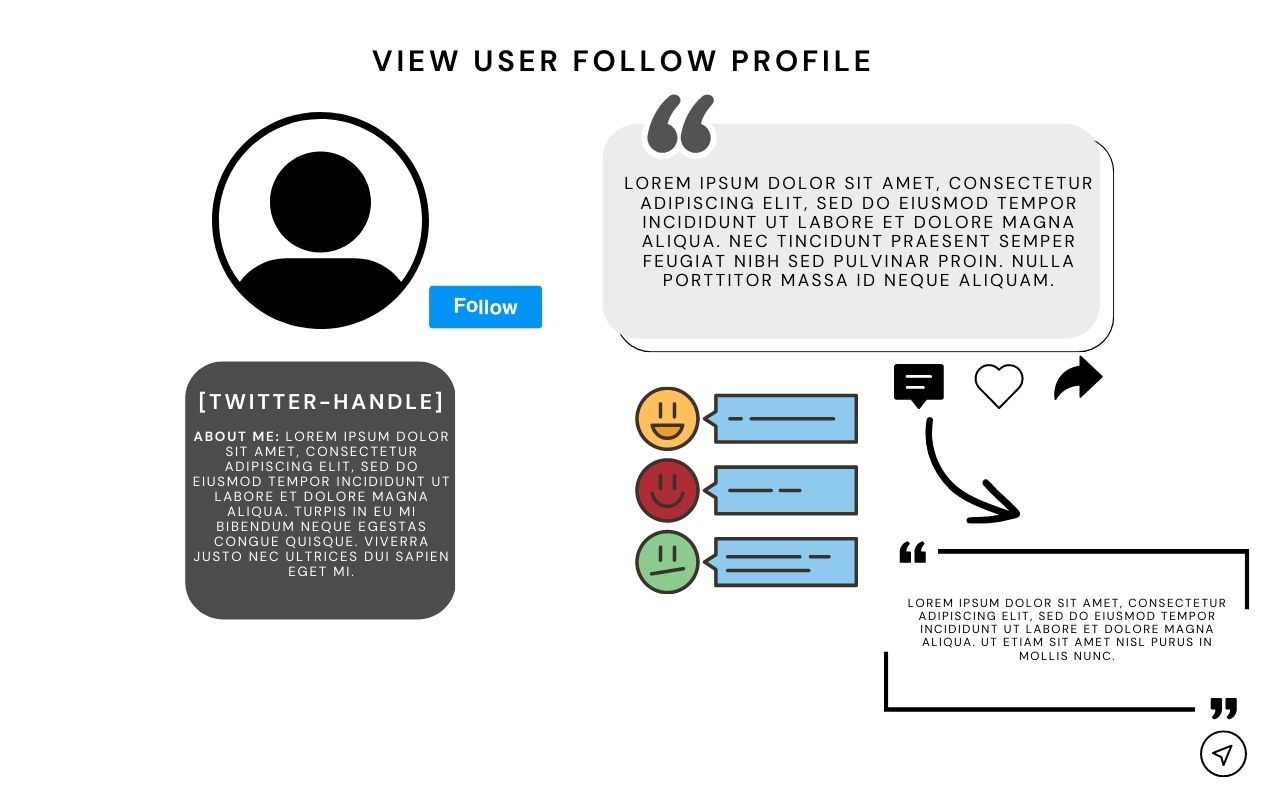 VIEW USER FOLLOW PROFILE
Follow
[TWITTER-HANDLE]
ABOUT ME: LOREM IPSUM DOLOR
SIT AMET, CONSECTETUR
ADIPISCING ELIT, SED DO
EIUSMOD TEMPOR INCIDIDUNT UT
LABORE ET DOLORE MAGNA
ALIQUA. TURPIS IN EU MI
BIBENDUM NEQUE EGESTAS
CONGUE QUISQUE. VIVERRA
JUSTO NEC ULTRICES DUI SAPIEN
EGET MI.
“
LOREM IPSUM DOLOR SIT AMET, CONSECTETUR
ADIPISCING ELIT, SED DO EIUSMOD TEMPOR
INCIDIDUNT UT LABORE ET DOLORE MAGNA
ALIQUA. NEC TINCIDUNT PRAESENT SEMPER
FEUGIAT NIBH SED PULVINAR PROIN. NULLA
PORTTITOR MASSA ID NEQUE ALIQUAM.
“
LOREM IPSUM DOLOR SIT AMET, CONSECTETUR
ADIPISCING ELIT, SED DO EIUSMOD TEMPOR
INCIDIDUNT UT LABORE ET DOLORE MAGNA
ALIQUA. UT ETIAM SIT AMET NISL PURUS IN
MOLLIS NUNC.
”